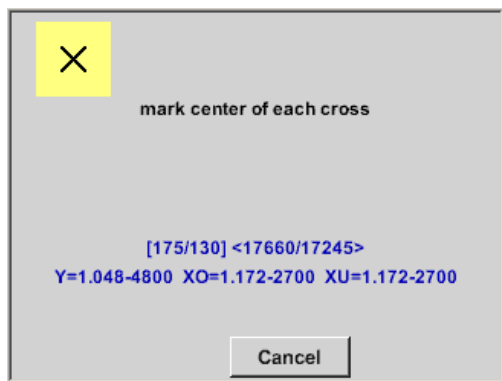 mark center of each cross
[175/130] <17660/17245>
Y=1.048-4800 XO=1.172-2700 XU=1.172-2700
Cancel